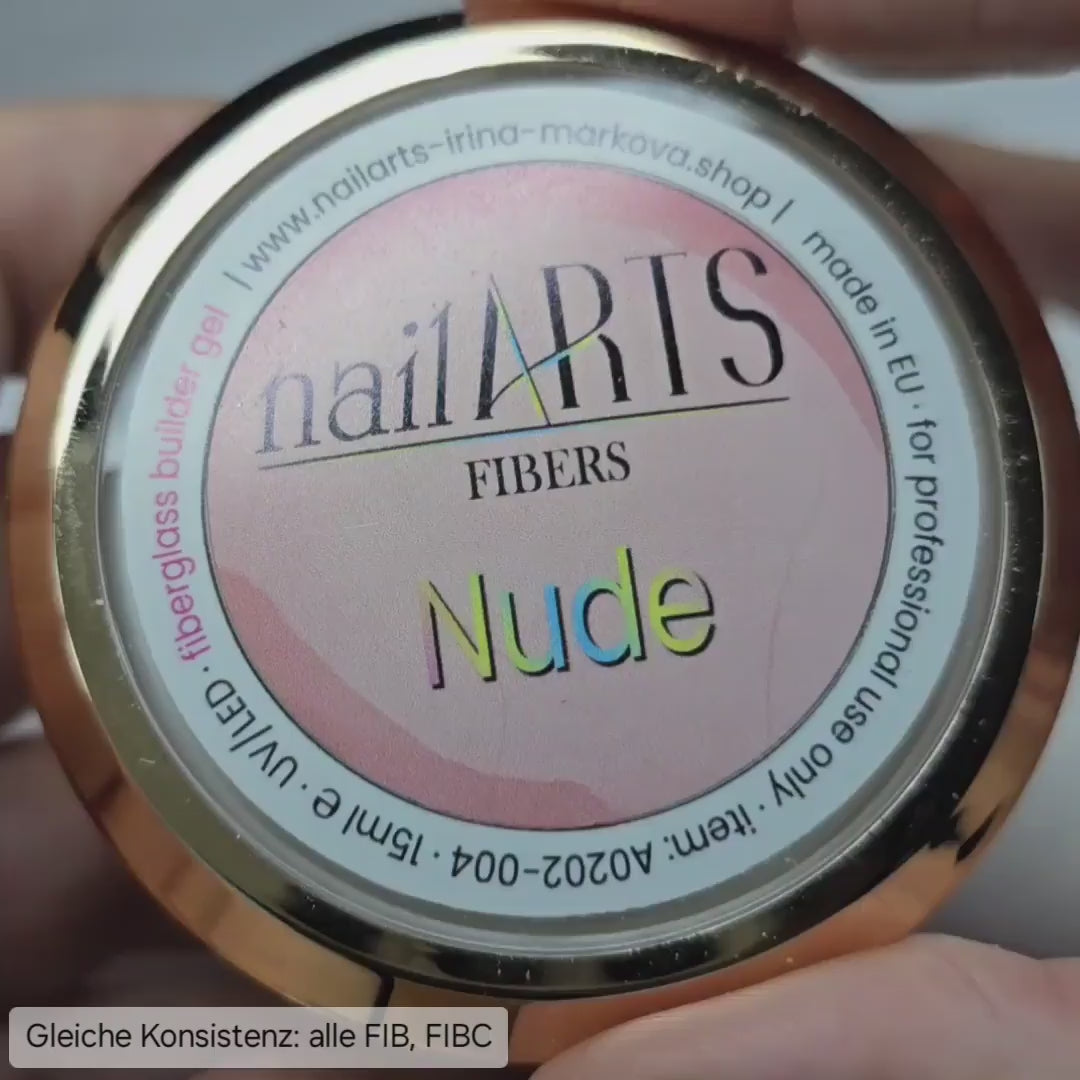 nailARTS
FIBERS
Nude
| www.nailarts-irina-markova.shop |
made in EU · for professional use only · item: A0202-004 · 15ml e · UV/LED · fiberglass builder gel
Gleiche Konsistenz: alle FIB, FIBC